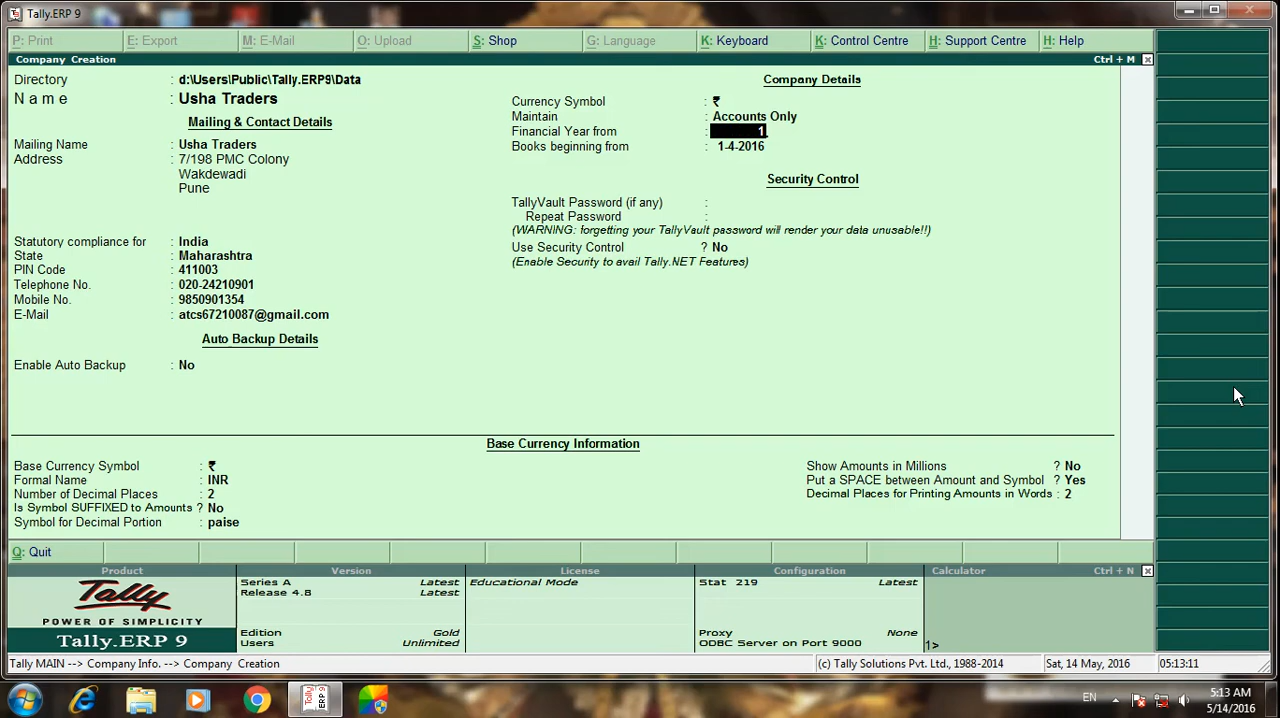 Tally.ERP 9
P: Print
E: Export
M: E-Mail
O: Upload
S: Shop
G: Language
K: Keyboard
K: Control Centre
H: Support Centre
H: Help
Company Creation
Ctrl + M
Directory : d:\Users\Public\Tally.ERP9\Data
Name : Usha Traders
Mailing & Contact Details
Mailing Name : Usha Traders
Address : 7/198 PMC Colony
Wakdewadi
Pune
Statutory compliance for : India
State : Maharashtra
PIN Code : 411003
Telephone No. : 020-24210901
Mobile No. : 9850901354
E-Mail : atcs67210087@gmail.com
Auto Backup Details
Enable Auto Backup : No
Company Details
Currency Symbol : ₹
Maintain : Accounts Only
Financial Year from : 1
Books beginning from : 1-4-2016
Security Control
TallyVault Password (if any) :
Repeat Password :
(WARNING: forgetting your TallyVault password will render your data unusable!!)
Use Security Control ? No
(Enable Security to avail Tally.NET Features)
Base Currency Information
Base Currency Symbol : ₹
Formal Name : INR
Number of Decimal Places : 2
Is Symbol SUFFIXED to Amounts ? No
Symbol for Decimal Portion : paise
Show Amounts in Millions ? No
Put a SPACE between Amount and Symbol ? Yes
Decimal Places for Printing Amounts in Words : 2
Q: Quit
Product
Tally
POWER OF SIMPLICITY
Tally.ERP 9
Version
Series A Latest
Release 4.8 Latest
Edition Gold
Users Unlimited
License
Educational Mode
Configuration
Stat 219 Latest
Proxy None
ODBC Server on Port 9000
Calculator Ctrl + N
1>
Tally MAIN --> Company Info. --> Company Creation
(c) Tally Solutions Pvt. Ltd., 1988-2014
Sat, 14 May, 2016
05:13:11
EN
5:13 AM
5/14/2016